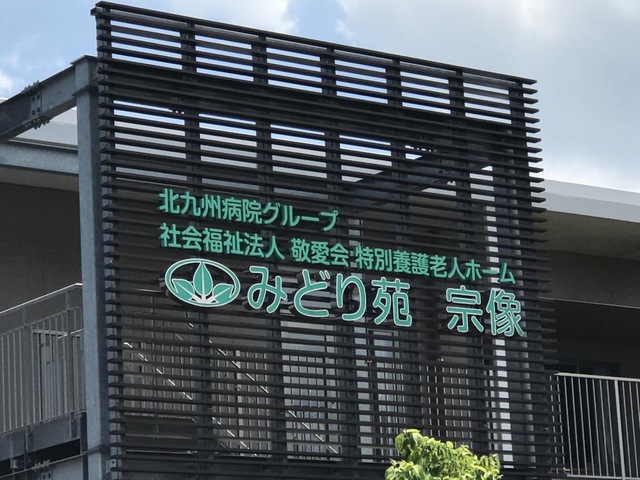 北九州病院グループ
社会福祉法人 敬愛会 特別養護老人ホーム
みどり苑 宗像